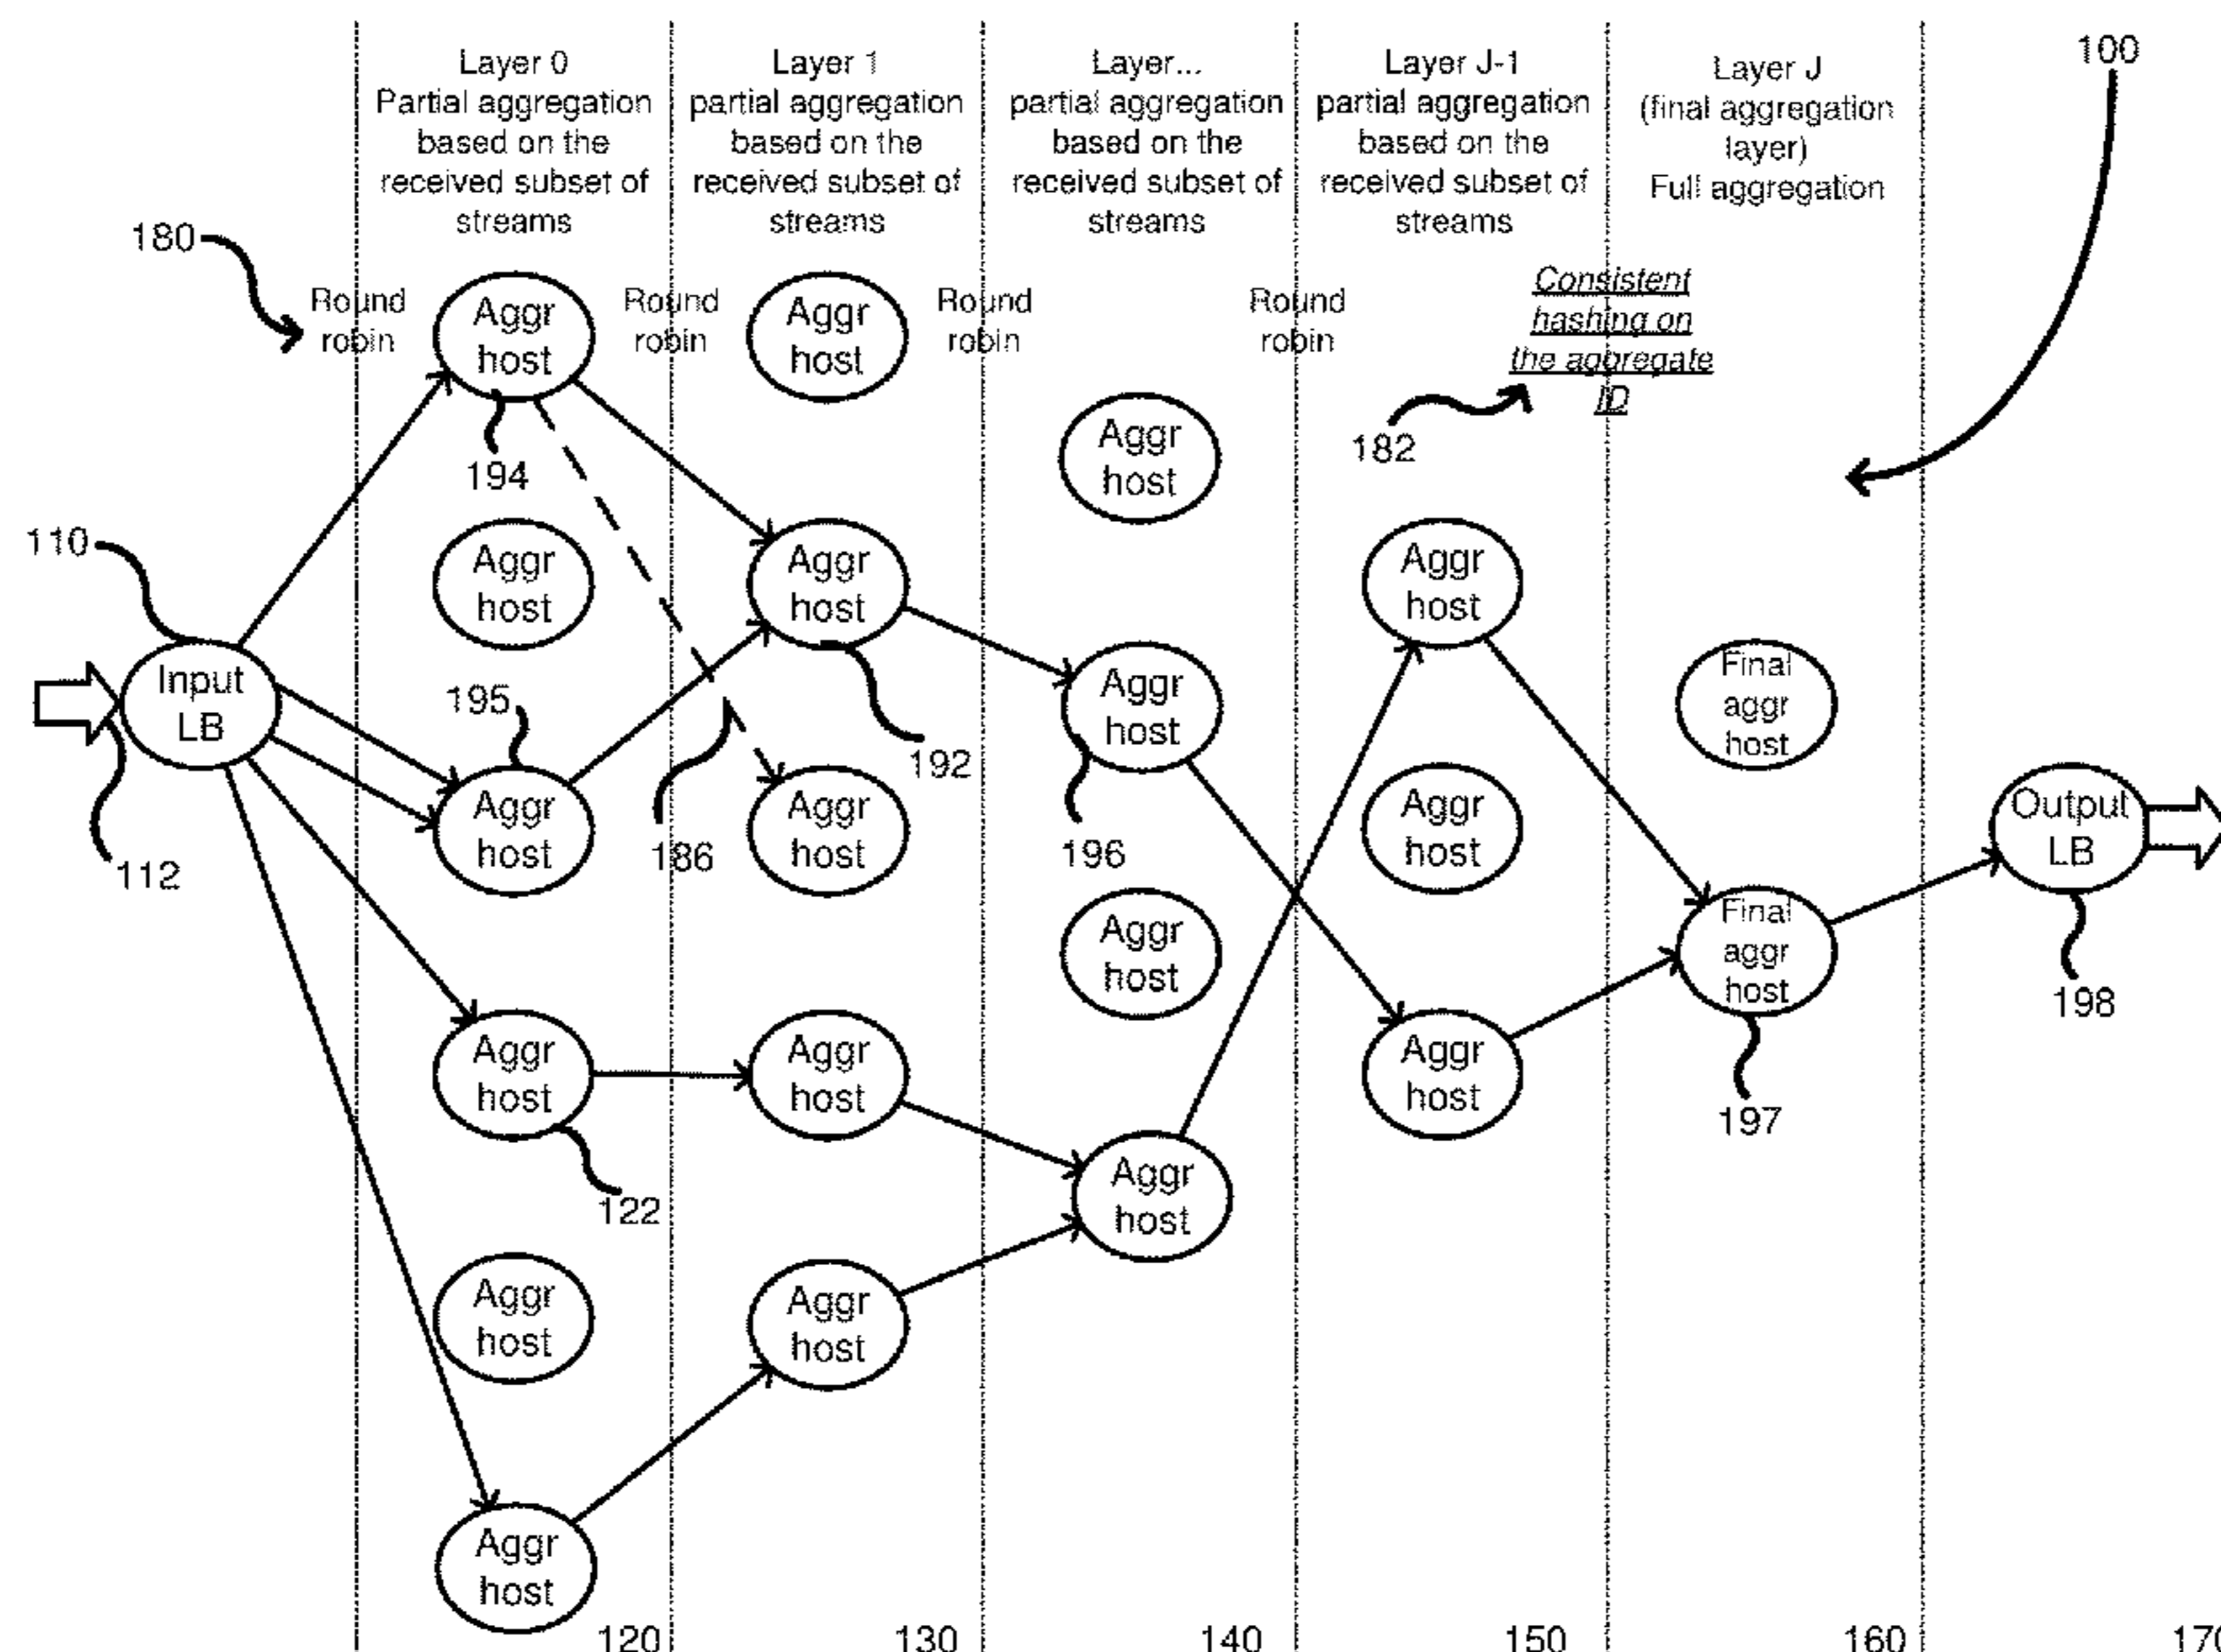 Layer 0
Partial aggregation
based on the
received subset of
streams
Layer 1
partial aggregation
based on the
received subset of
streams
Layer...
partial aggregation
based on the
received subset of
streams
Layer J-1
partial aggregation
based on the
received subset of
streams
Layer J
(final aggregation
layer)
Full aggregation
100
180
Round
robin
Aggr
host
Round
robin
Aggr
host
Round
robin
Round
robin
Consistent
hashing on
the aggregate
ID
182
194
Aggr
host
110
Aggr
host
Aggr
host
Aggr
host
Input
LB
195
Aggr
host
Final
aggr
host
192
112
Aggr
host
186
Aggr
host
196
Aggr
host
Output
LB
Aggr
host
Final
aggr
host
198
Aggr
host
Aggr
host
Aggr
host
197
122
Aggr
host
Aggr
host
Aggr
host
Aggr
host
120
130
140
150
160
170